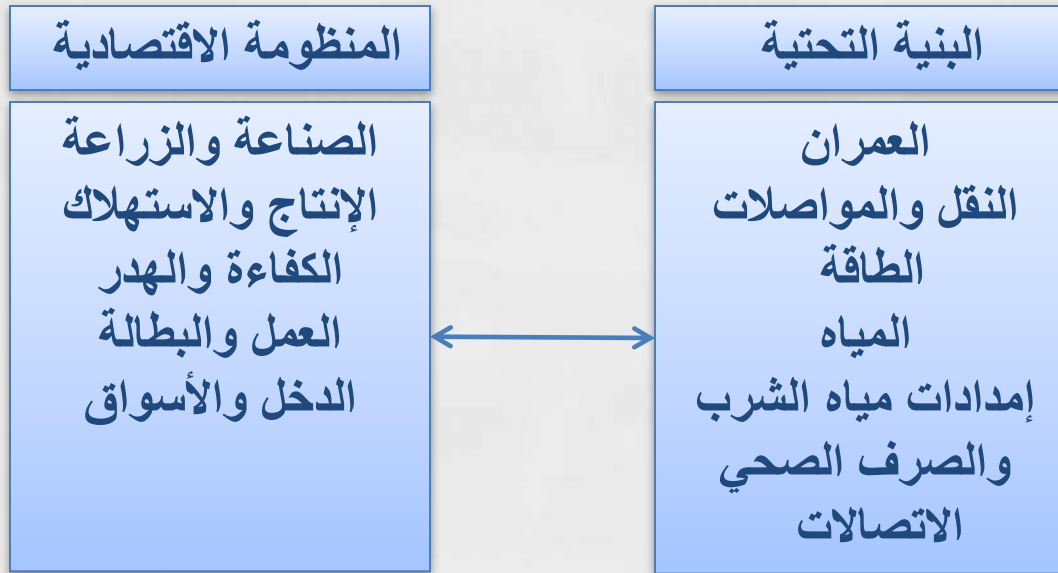 البنية التحتية
العمران
النقل والمواصلات
الطاقة
المياه
إمدادات مياه الشرب
والصرف الصحي
الاتصالات
المنظومة الاقتصادية
الصناعة والزراعة
الإنتاج والاستهلاك
الكفاءة والهدر
العمل والبطالة
الدخل والأسواق